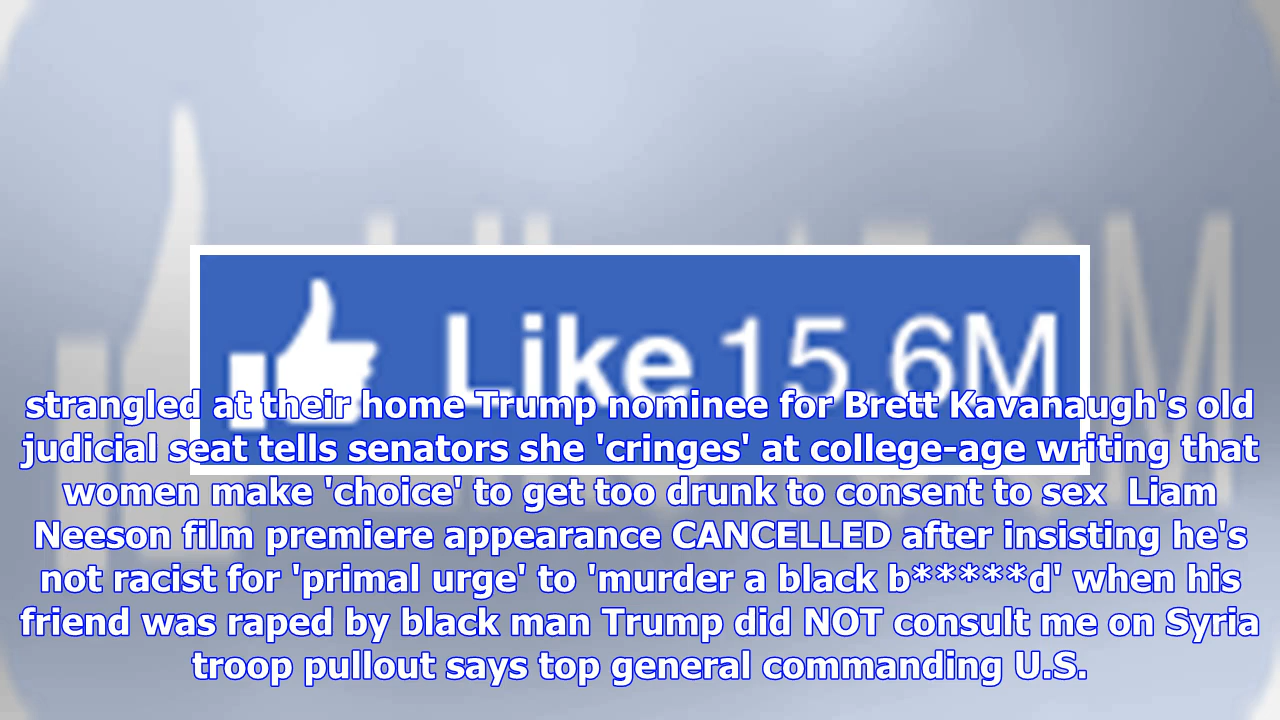 Like 15.6M
strangled at their home Trump nominee for Brett Kavanaugh's old
judicial seat tells senators she 'cringes' at college-age writing that
women make 'choice' to get too drunk to consent to sex  Liam
Neeson film premiere appearance CANCELLED after insisting he's
not racist for 'primal urge' to 'murder a black b*****d' when his
friend was raped by black man Trump did NOT consult me on Syria
troop pullout says top general commanding U.S.